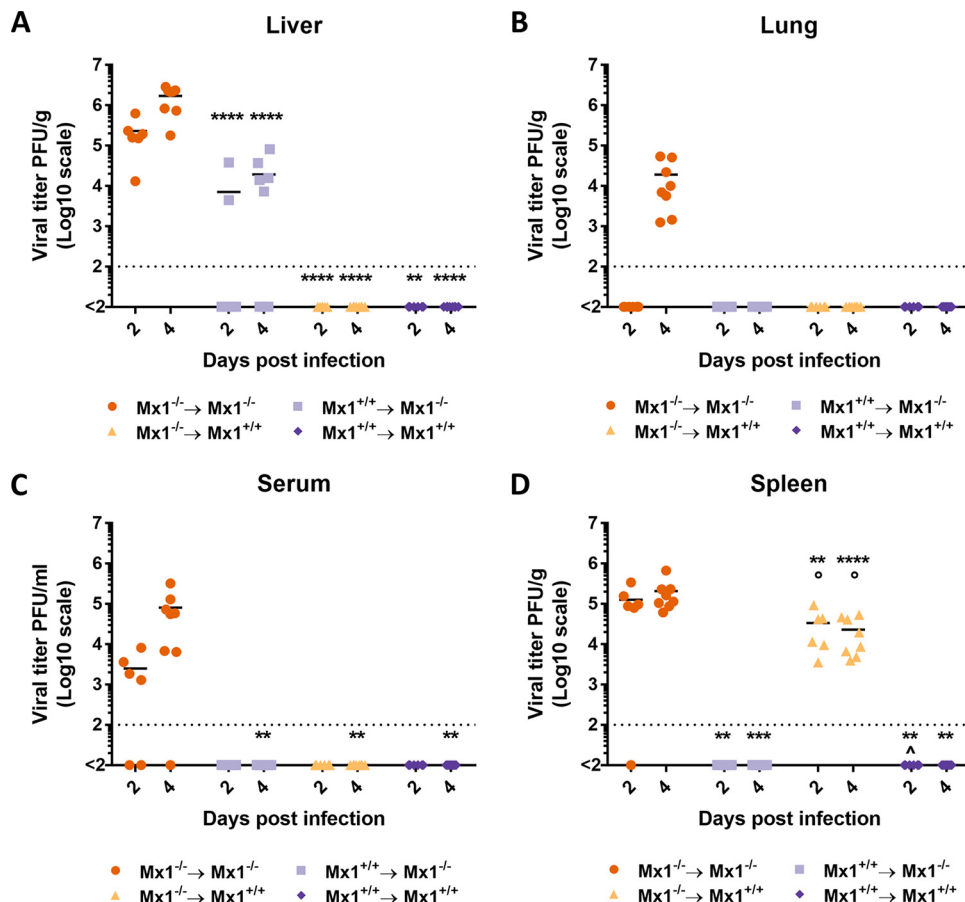 A Liver
Viral titer PFU/g
(Log10 scale)
7
6
5
4
3
2
<2
**** ****
**** **** ** ****
2 4 2 4 2 4 2 4
Days post infection
Mx1-/-→ Mx1-/- Mx1+/+→ Mx1-/-
Mx1-/-→ Mx1+/+ Mx1+/+→ Mx1+/+
B Lung
Viral titer PFU/g
(Log10 scale)
7
6
5
4
3
2
<2
2 4 2 4 2 4 2 4
Days post infection
Mx1-/-→ Mx1-/- Mx1+/+→ Mx1-/-
Mx1-/-→ Mx1+/+ Mx1+/+→ Mx1+/+
C Serum
Viral titer PFU/ml
(Log10 scale)
7
6
5
4
3
2
<2
** ** **
2 4 2 4 2 4 2 4
Days post infection
Mx1-/-→ Mx1-/- Mx1+/+→ Mx1-/-
Mx1-/-→ Mx1+/+ Mx1+/+→ Mx1+/+
D Spleen
Viral titer PFU/g
(Log10 scale)
7
6
5
4
3
2
<2
** ****
° °
** *** ** **
^
2 4 2 4 2 4 2 4
Days post infection
Mx1-/-→ Mx1-/- Mx1+/+→ Mx1-/-
Mx1-/-→ Mx1+/+ Mx1+/+→ Mx1+/+